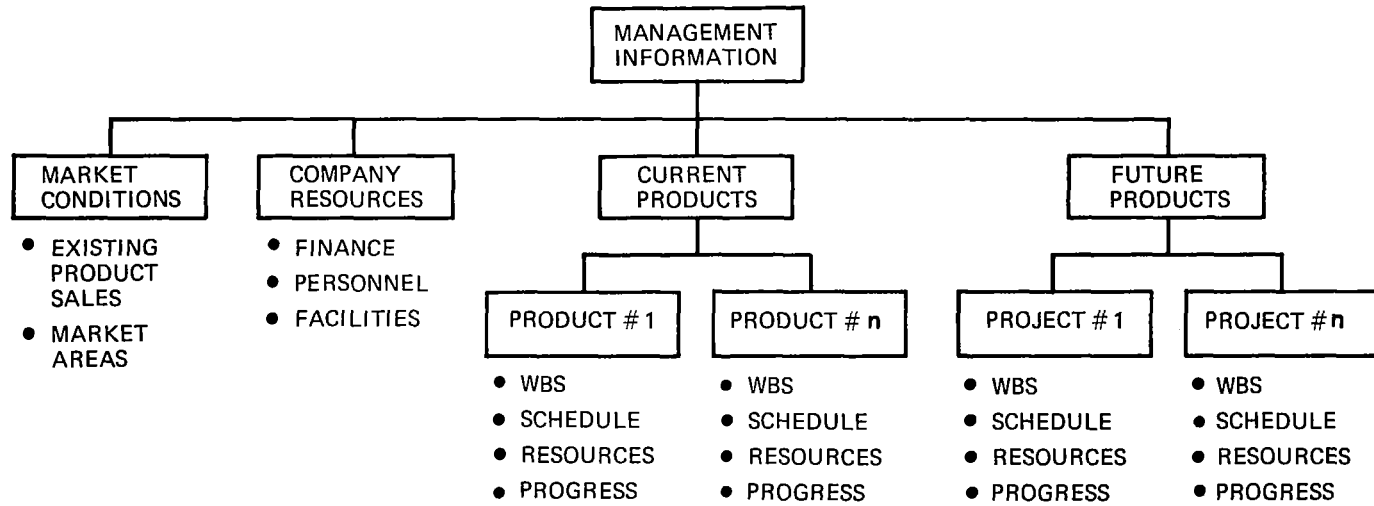 MANAGEMENT
INFORMATION
MARKET
CONDITIONS
● EXISTING
PRODUCT
SALES
● MARKET
AREAS
COMPANY
RESOURCES
● FINANCE
● PERSONNEL
● FACILITIES
CURRENT
PRODUCTS
PRODUCT #1
● WBS
● SCHEDULE
● RESOURCES
● PROGRESS
PRODUCT #n
● WBS
● SCHEDULE
● RESOURCES
● PROGRESS
FUTURE
PRODUCTS
PROJECT #1
● WBS
● SCHEDULE
● RESOURCES
● PROGRESS
PROJECT #n
● WBS
● SCHEDULE
● RESOURCES
● PROGRESS